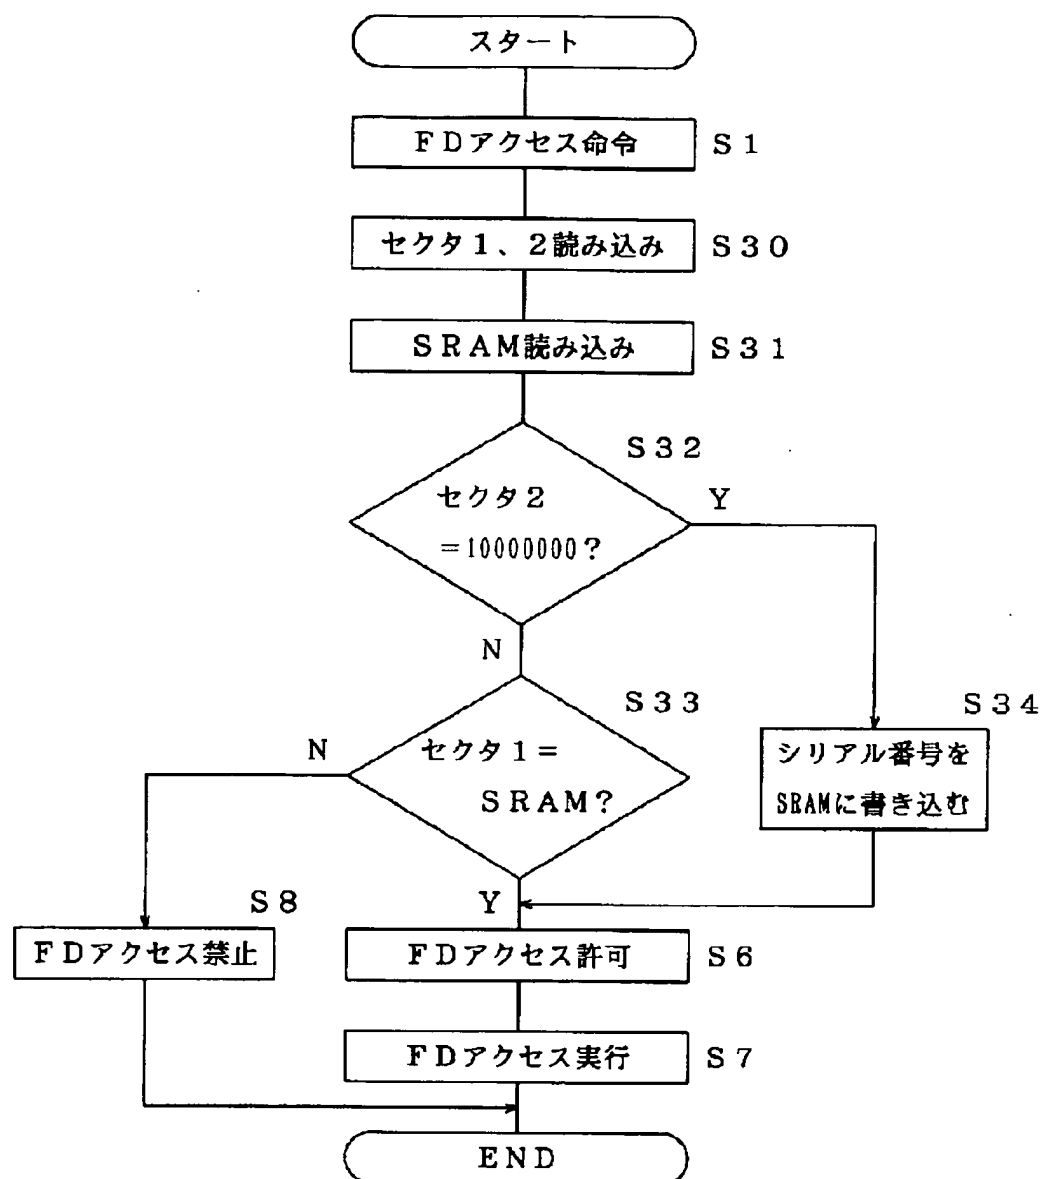 スタート
FDアクセス命令 S1
セクタ1、2読み込み S30
SRAM読み込み S31
S32
セクタ2
=10000000?
Y
N
S33
セクタ1=
SRAM?
N
S34
シリアル番号を
SRAMに書き込む
Y
S8
FDアクセス禁止
FDアクセス許可 S6
FDアクセス実行 S7
END